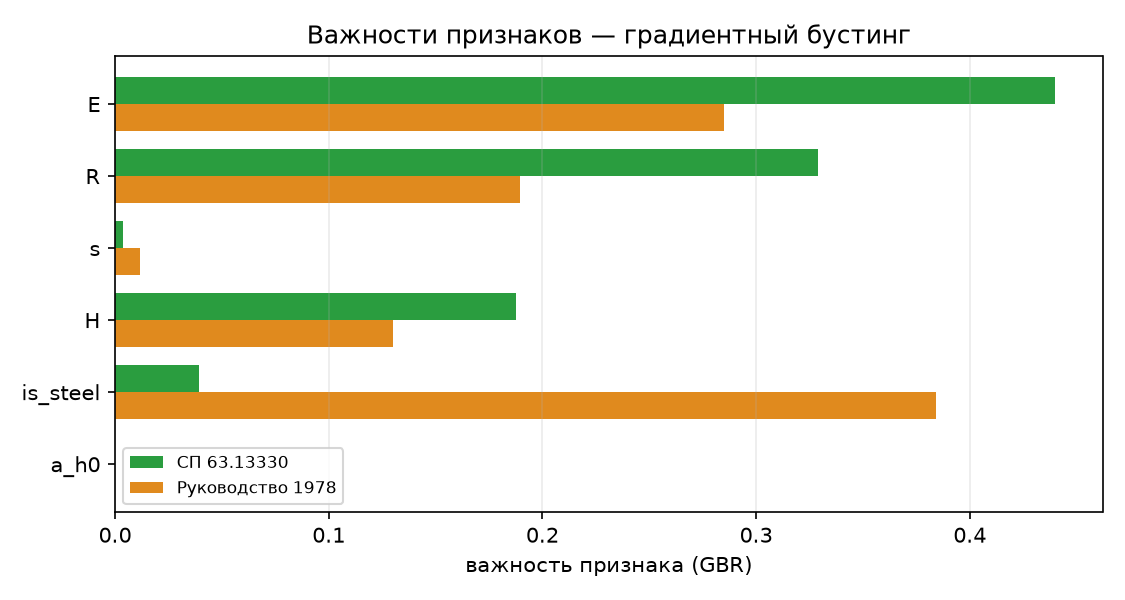 Важности признаков — градиентный бустинг
E
R
s
H
is_steel
a_h0
СП 63.13330
Руководство 1978
0.0 0.1 0.2 0.3 0.4
важность признака (GBR)